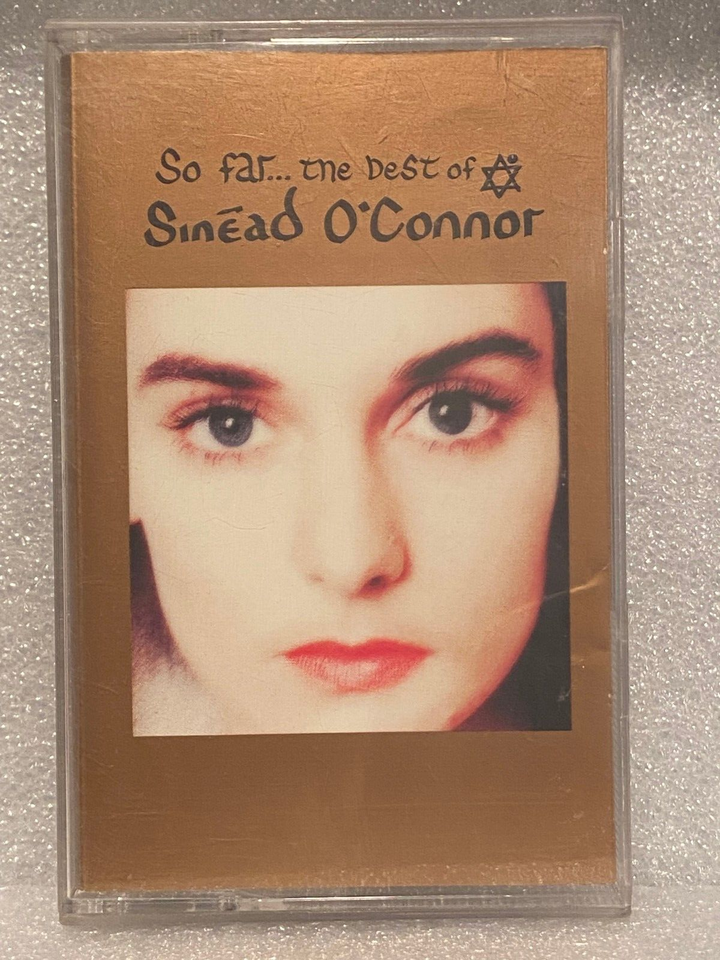 So far... the best of
Sinéad O'Connor